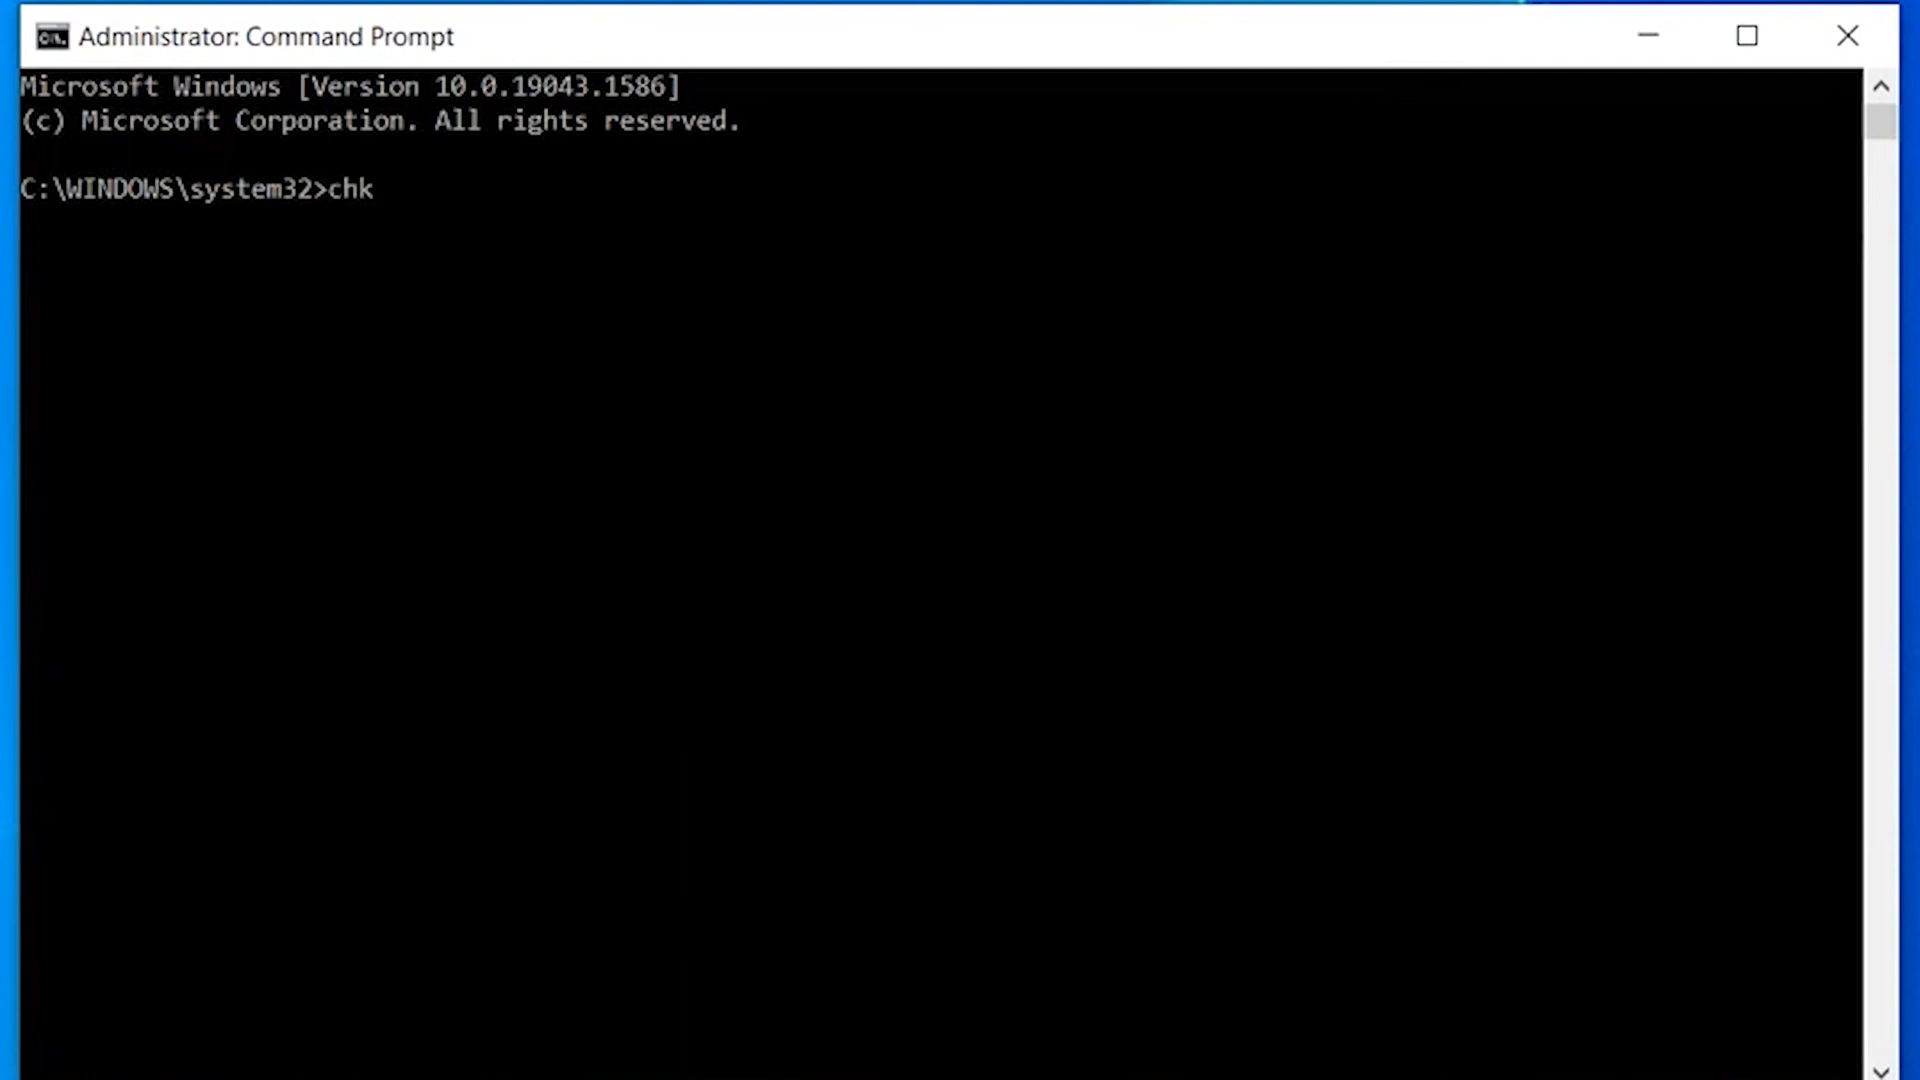 Administrator: Command Prompt
Microsoft Windows [Version 10.0.19043.1586]
(c) Microsoft Corporation. All rights reserved.
C:\WINDOWS\system32>chk